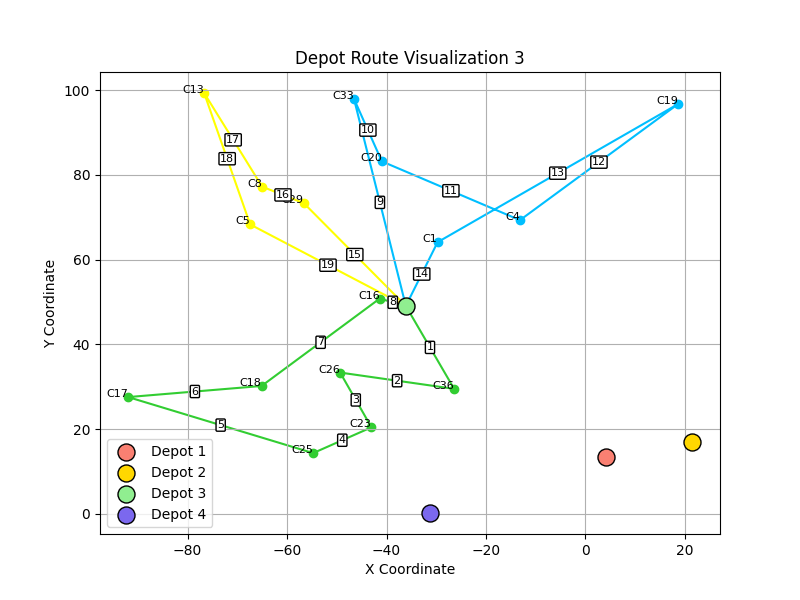 Depot Route Visualization 3
Y Coordinate
100
80
60
40
20
0
C13
C33
C19
10
17
18
C20
12
13
C8
16
C29
11
9
C5
C4
C1
15
19
14
C16
8
7
1
C26
2
C36
C18
6
C17
3
5
C23
4
C25
Depot 1
Depot 2
Depot 3
Depot 4
−80
−60
−40
−20
0
20
X Coordinate